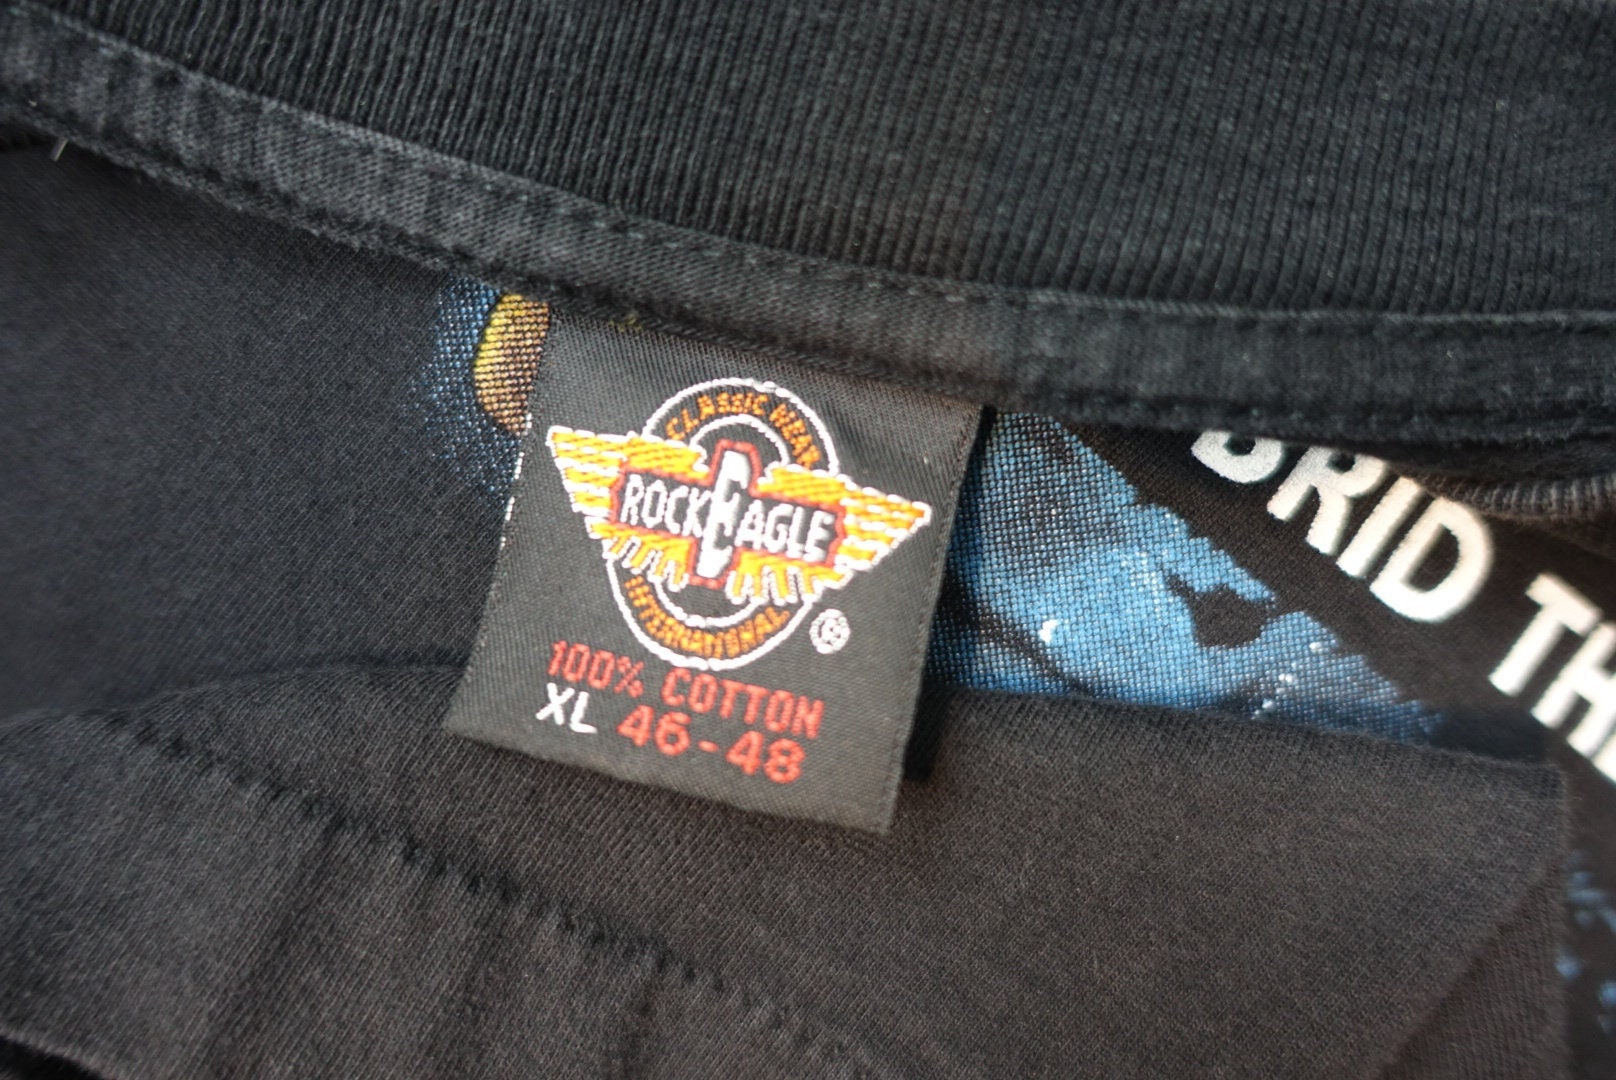 CLASSIC WEAR
ROCK EAGLE
INTERNATIONAL
®
100% COTTON
XL 46-48
BRID TH